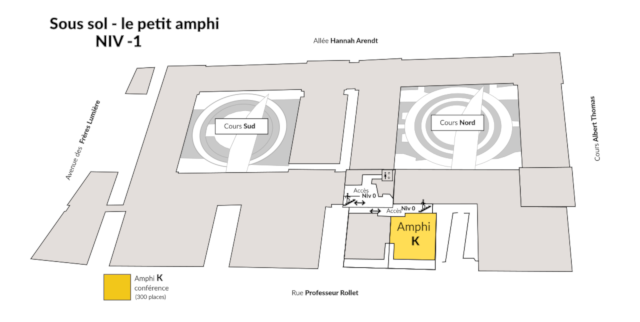 Sous sol - le petit amphi
NIV -1
Allée Hannah Arendt
Avenue des Frères Lumière
Cours Sud
Cours Nord
Cours Albert Thomas
Accès
Niv 0
Accès Niv 0
Amphi
K
Amphi K
conférence
(300 places)
Rue Professeur Rollet